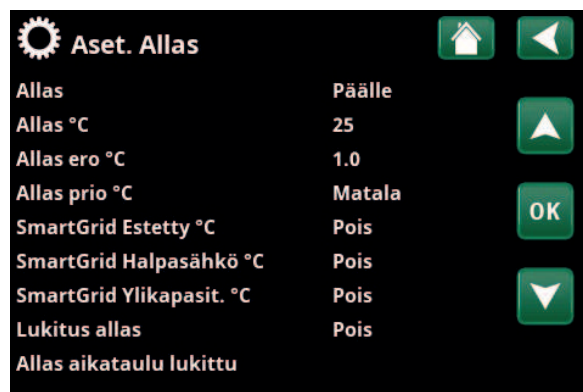 Aset. Allas
Allas Päälle
Allas °C 25
Allas ero °C 1.0
Allas prio °C Matala
SmartGrid Estetty °C Pois
SmartGrid Halpasähkö °C Pois
SmartGrid Ylikapasit. °C Pois
Lukitus allas Pois
Allas aikataulu lukittu
OK